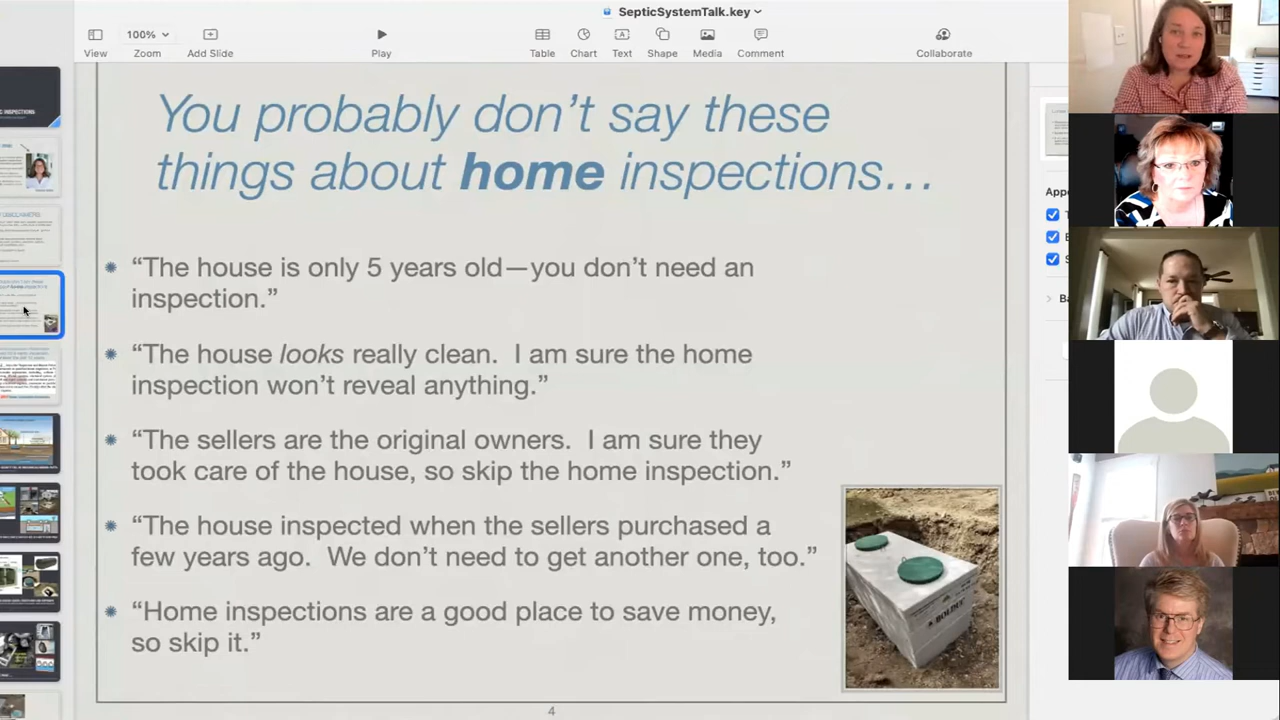 SepticSystemTalk.key
View
100%
Zoom
Add Slide
Play
Table
Chart
Text
Shape
Media
Comment
Collaborate
You probably don’t say these
things about home inspections…
“The house is only 5 years old—you don’t need an
inspection.”
“The house looks really clean. I am sure the home
inspection won’t reveal anything.”
“The sellers are the original owners. I am sure they
took care of the house, so skip the home inspection.”
“The house inspected when the sellers purchased a
few years ago. We don’t need to get another one, too.”
“Home inspections are a good place to save money,
so skip it.”
4